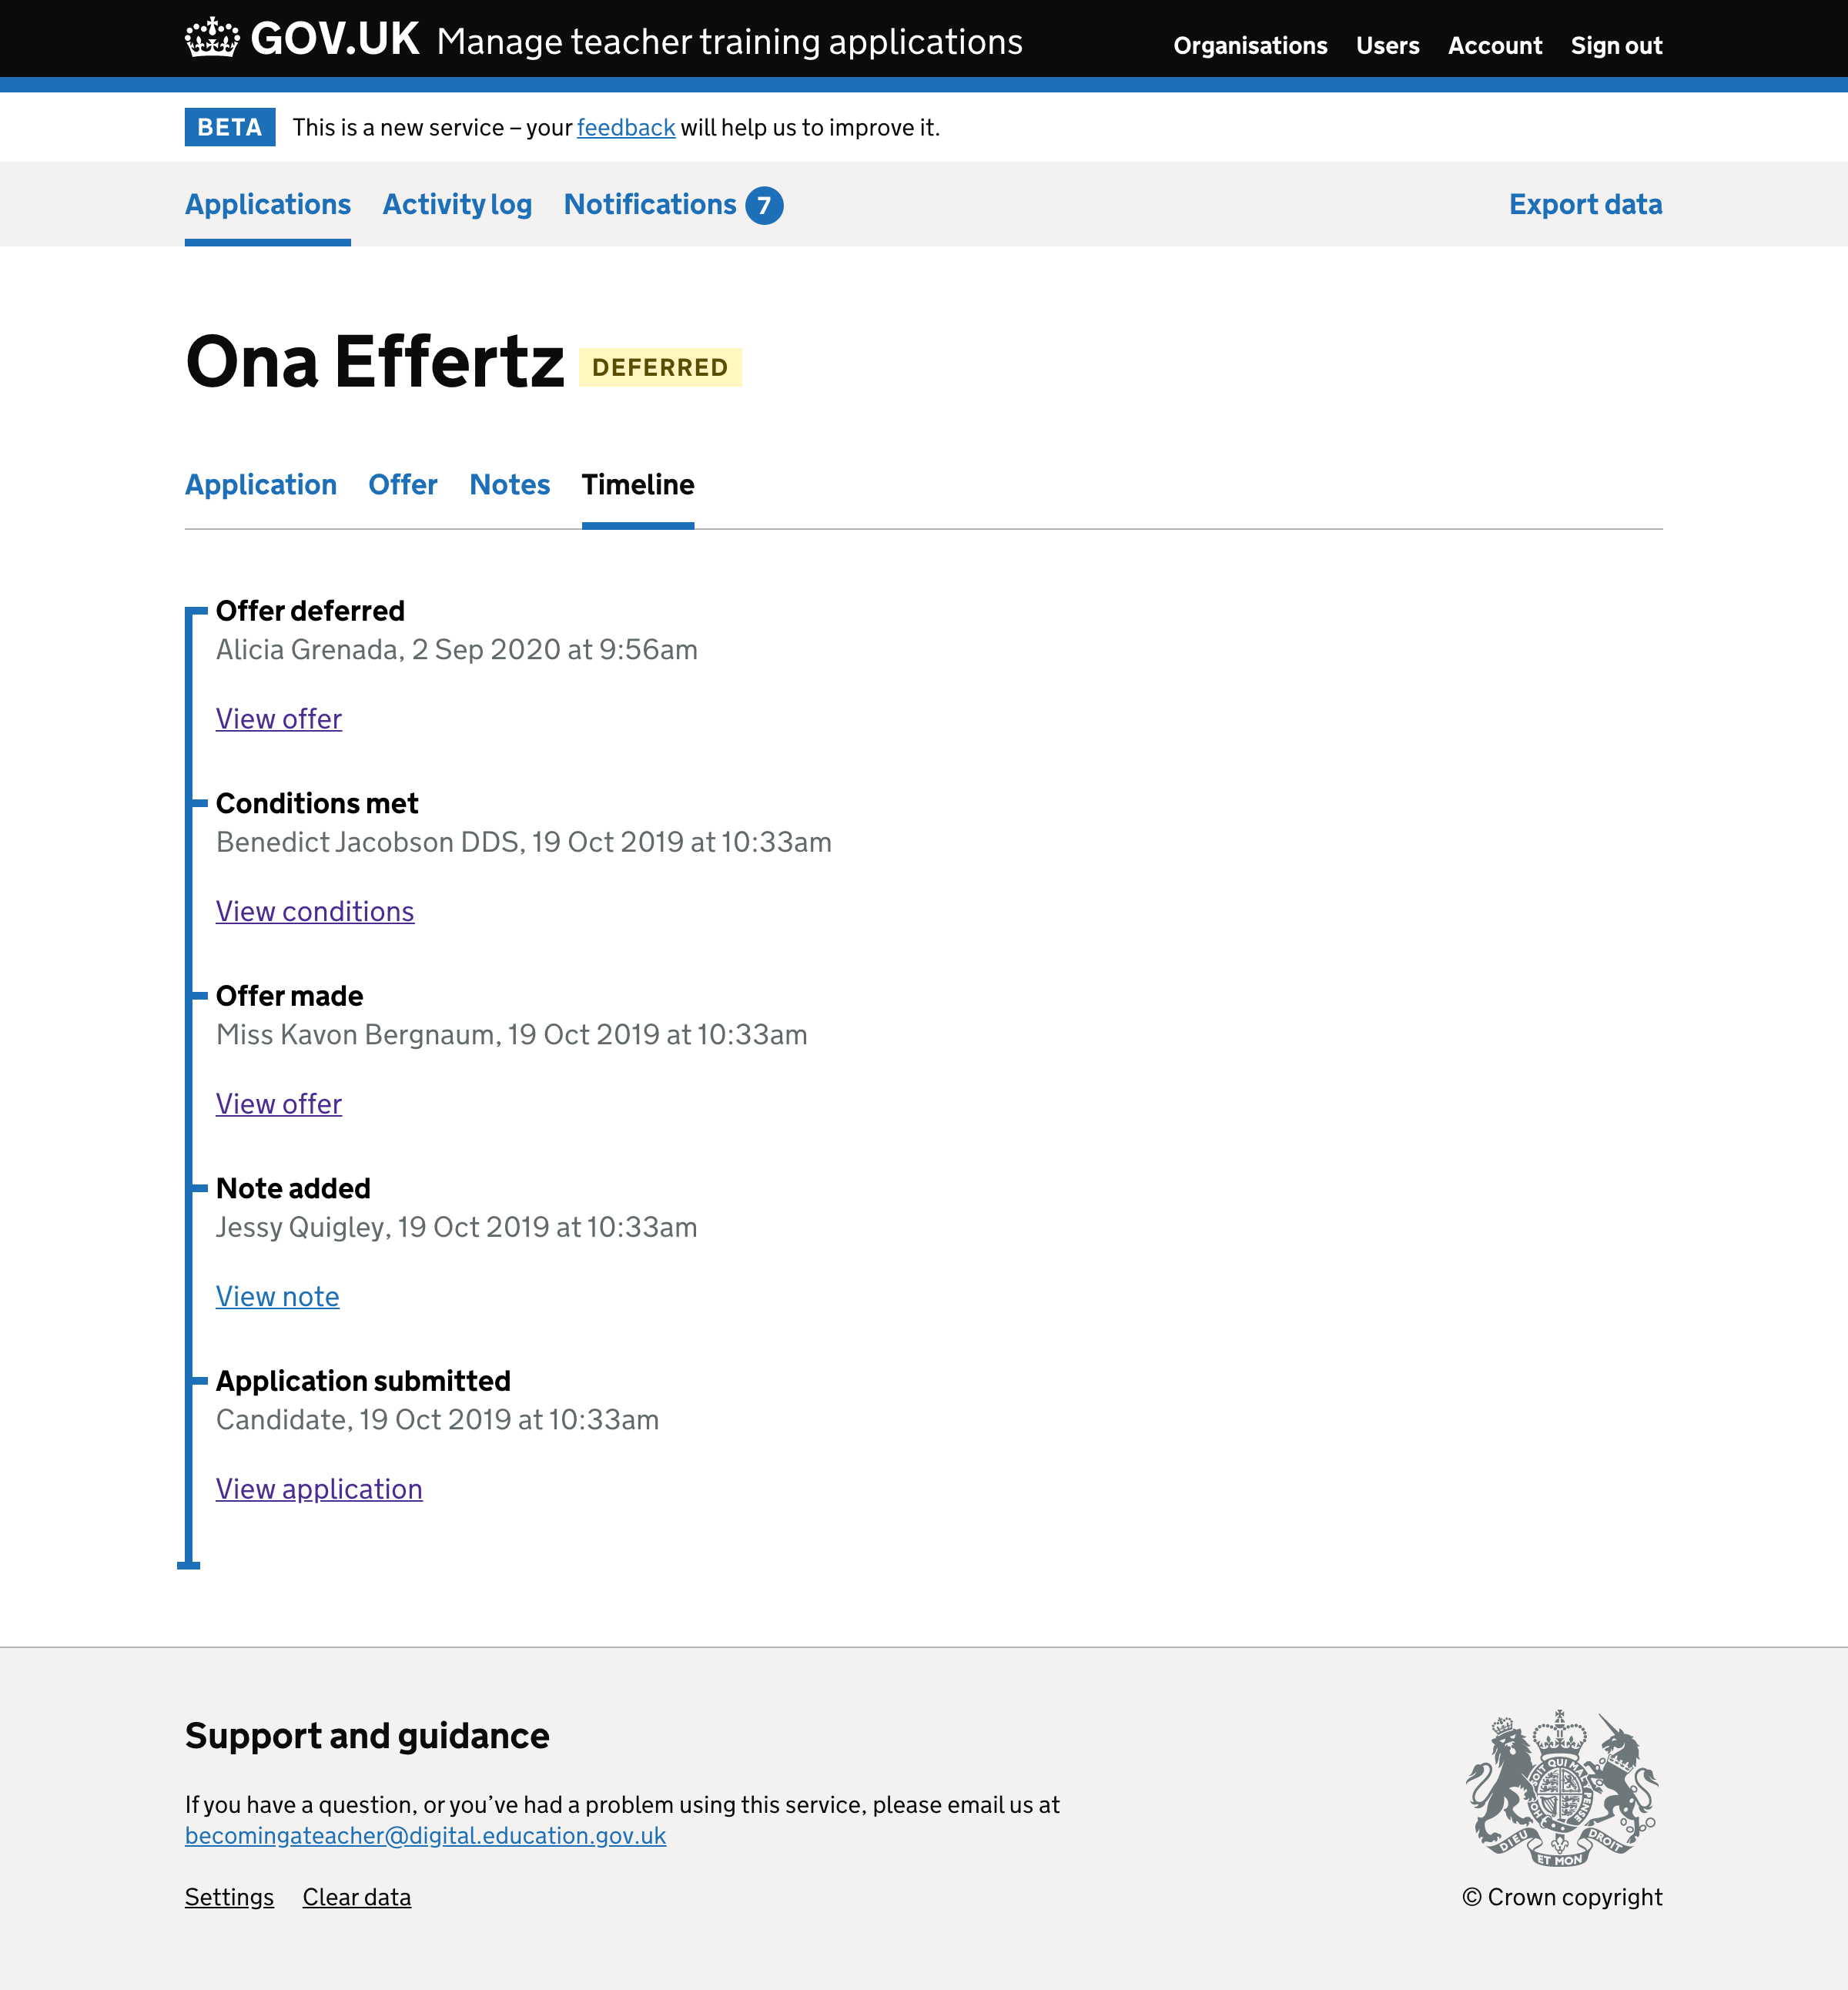 GOV.UK Manage teacher training applications Organisations Users Account Sign out
BETA This is a new service – your feedback will help us to improve it.
Applications Activity log Notifications 7 Export data
Ona Effertz DEFERRED
Application Offer Notes Timeline
Offer deferred
Alicia Grenada, 2 Sep 2020 at 9:56am
View offer
Conditions met
Benedict Jacobson DDS, 19 Oct 2019 at 10:33am
View conditions
Offer made
Miss Kavon Bergnaum, 19 Oct 2019 at 10:33am
View offer
Note added
Jessy Quigley, 19 Oct 2019 at 10:33am
View note
Application submitted
Candidate, 19 Oct 2019 at 10:33am
View application
Support and guidance
If you have a question, or you’ve had a problem using this service, please email us at
becomingateacher@digital.education.gov.uk
Settings Clear data
DIEU ET MON DROIT
© Crown copyright